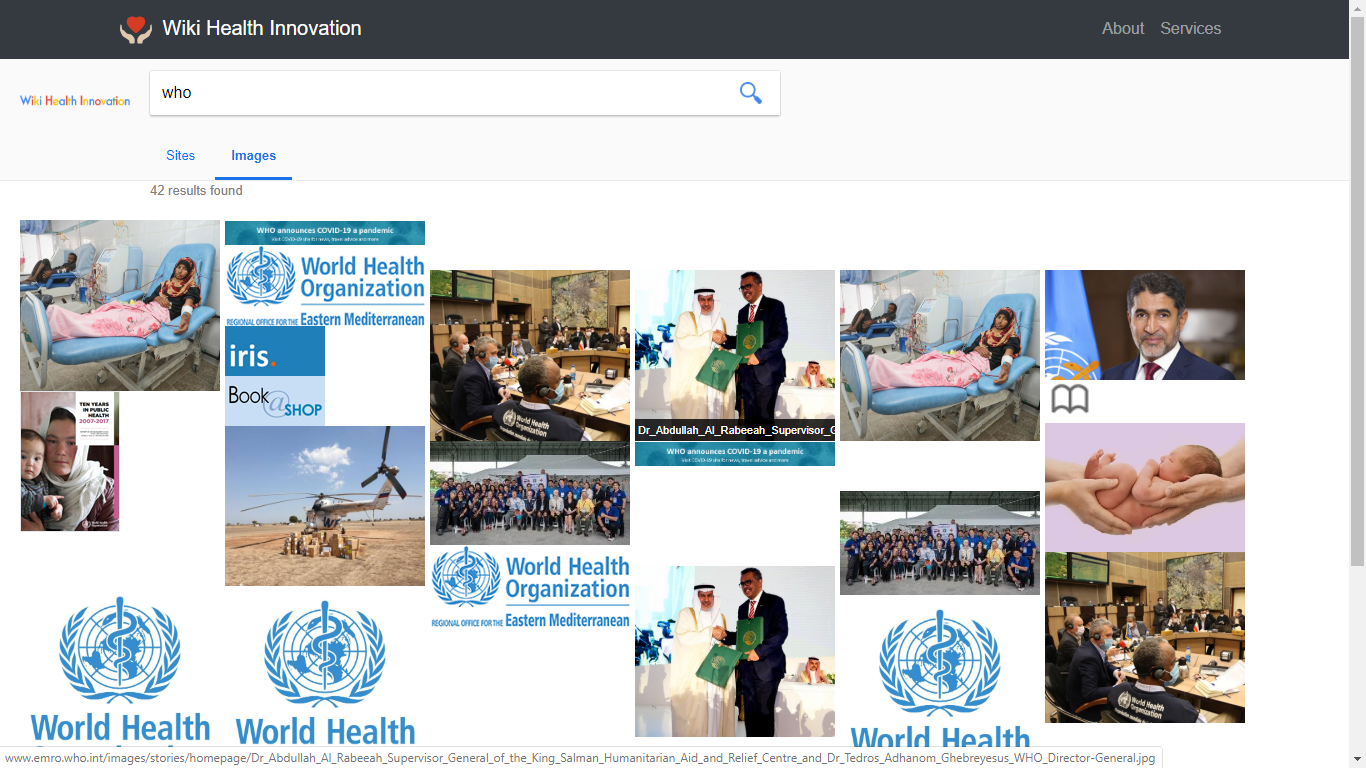 Wiki Health Innovation
About Services
Wiki Health Innovation
who
Sites Images
42 results found
WHO announces COVID-19 a pandemic
Visit COVID-19 site for news, travel advice and more
World Health
Organization
REGIONAL OFFICE FOR THE Eastern Mediterranean
iris.
Book@SHOP
TEN YEARS
IN PUBLIC
HEALTH
2007-2017
World Health
Organization
Dr_Abdullah_Al_Rabeeah_Supervisor_G
WHO announces COVID-19 a pandemic
Visit COVID-19 site for news, travel advice and more
World Health
Organization
REGIONAL OFFICE FOR THE Eastern Mediterranean
World Health
Organization
World Health
World Health
World Health
www.emro.who.int/images/stories/homepage/Dr_Abdullah_Al_Rabeeah_Supervisor_General_of_the_King_Salman_Humanitarian_Aid_and_Relief_Centre_and_Dr_Tedros_Adhanom_Ghebreyesus_WHO_Director-General.jpg